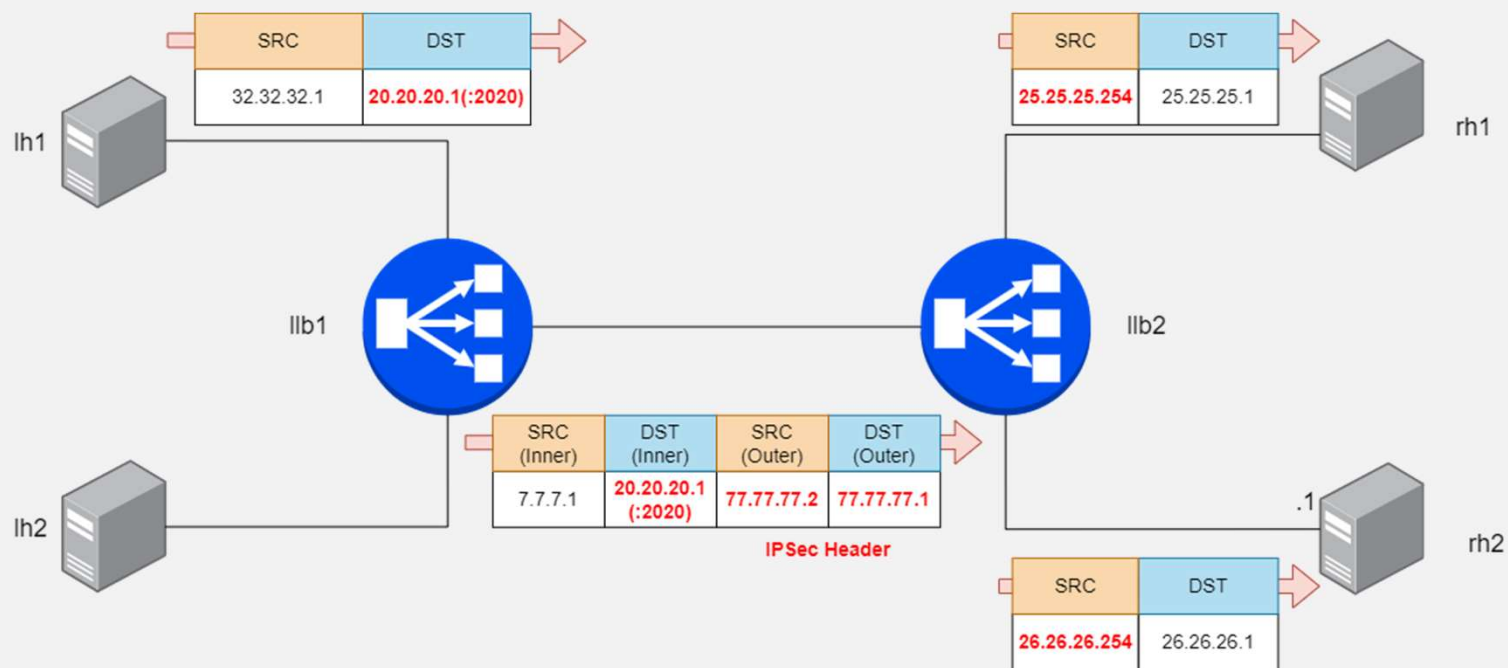 SRC DST
32.32.32.1 20.20.20.1(:2020)
SRC DST
25.25.25.254 25.25.25.1
lh1
rh1
llb1
llb2
SRC
(Inner)
DST
(Inner)
SRC
(Outer)
DST
(Outer)
7.7.7.1
20.20.20.1
(:2020)
77.77.77.2
77.77.77.1
IPSec Header
lh2
.1
rh2
SRC DST
26.26.26.254 26.26.26.1